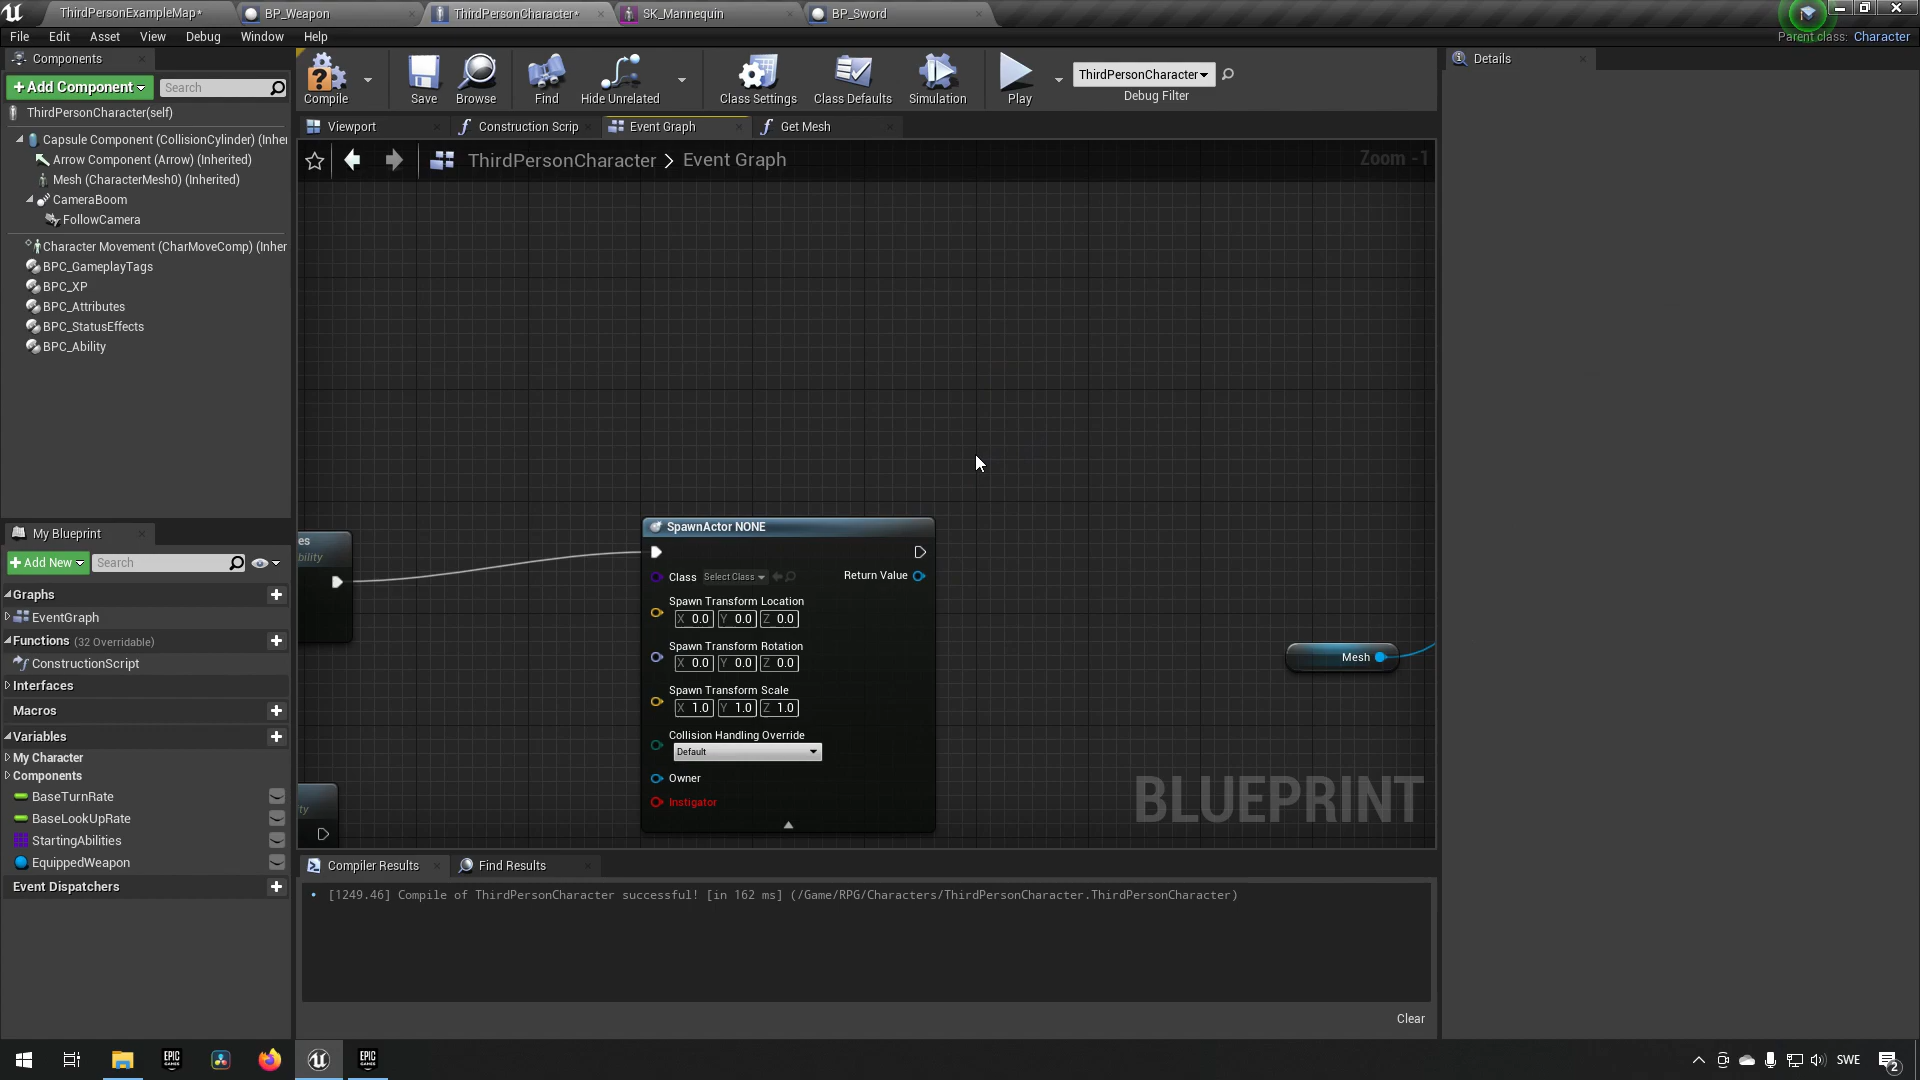 ThirdPersonExampleMap*
BP_Weapon
ThirdPersonCharacter*
SK_Mannequin
BP_Sword
File
Edit
Asset
View
Debug
Window
Help
Parent class: Character
Components
+Add Component
Search
ThirdPersonCharacter(self)
Capsule Component (CollisionCylinder) (Inher
Arrow Component (Arrow) (Inherited)
Mesh (CharacterMesh0) (Inherited)
CameraBoom
FollowCamera
Character Movement (CharMoveComp) (Inher
BPC_GameplayTags
BPC_XP
BPC_Attributes
BPC_StatusEffects
BPC_Ability
Compile
Save
Browse
Find
Hide Unrelated
Class Settings
Class Defaults
Simulation
Play
ThirdPersonCharacter
Debug Filter
Details
Viewport
Construction Scrip
Event Graph
Get Mesh
ThirdPersonCharacter > Event Graph
Zoom -1
es
bility
ty
SpawnActor NONE
Class
Select Class
Return Value
Spawn Transform Location
X 0.0 Y 0.0 Z 0.0
Spawn Transform Rotation
X 0.0 Y 0.0 Z 0.0
Spawn Transform Scale
X 1.0 Y 1.0 Z 1.0
Collision Handling Override
Default
Owner
Instigator
Mesh
BLUEPRINT
My Blueprint
+Add New
Search
Graphs
EventGraph
Functions (32 Overridable)
ConstructionScript
Interfaces
Macros
Variables
My Character
Components
BaseTurnRate
BaseLookUpRate
StartingAbilities
EquippedWeapon
Event Dispatchers
Compiler Results
Find Results
• [1249.46] Compile of ThirdPersonCharacter successful! [in 162 ms] (/Game/RPG/Characters/ThirdPersonCharacter.ThirdPersonCharacter)
Clear
EPIC
GAMES
EPIC
GAMES
SWE
2